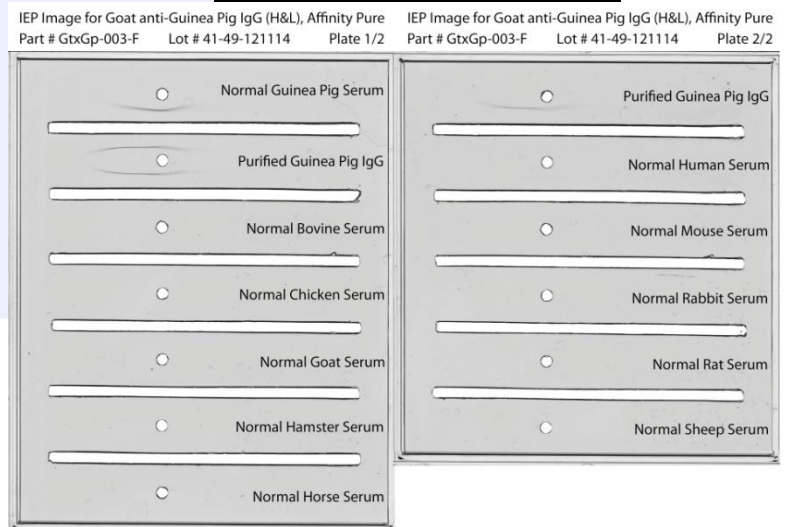 IEP Image for Goat anti-Guinea Pig IgG (H&L), Affinity Pure
Part # GtxGp-003-F Lot # 41-49-121114 Plate 1/2
Normal Guinea Pig Serum
Purified Guinea Pig IgG
Normal Bovine Serum
Normal Chicken Serum
Normal Goat Serum
Normal Hamster Serum
Normal Horse Serum
IEP Image for Goat anti-Guinea Pig IgG (H&L), Affinity Pure
Part # GtxGp-003-F Lot # 41-49-121114 Plate 2/2
Purified Guinea Pig IgG
Normal Human Serum
Normal Mouse Serum
Normal Rabbit Serum
Normal Rat Serum
Normal Sheep Serum